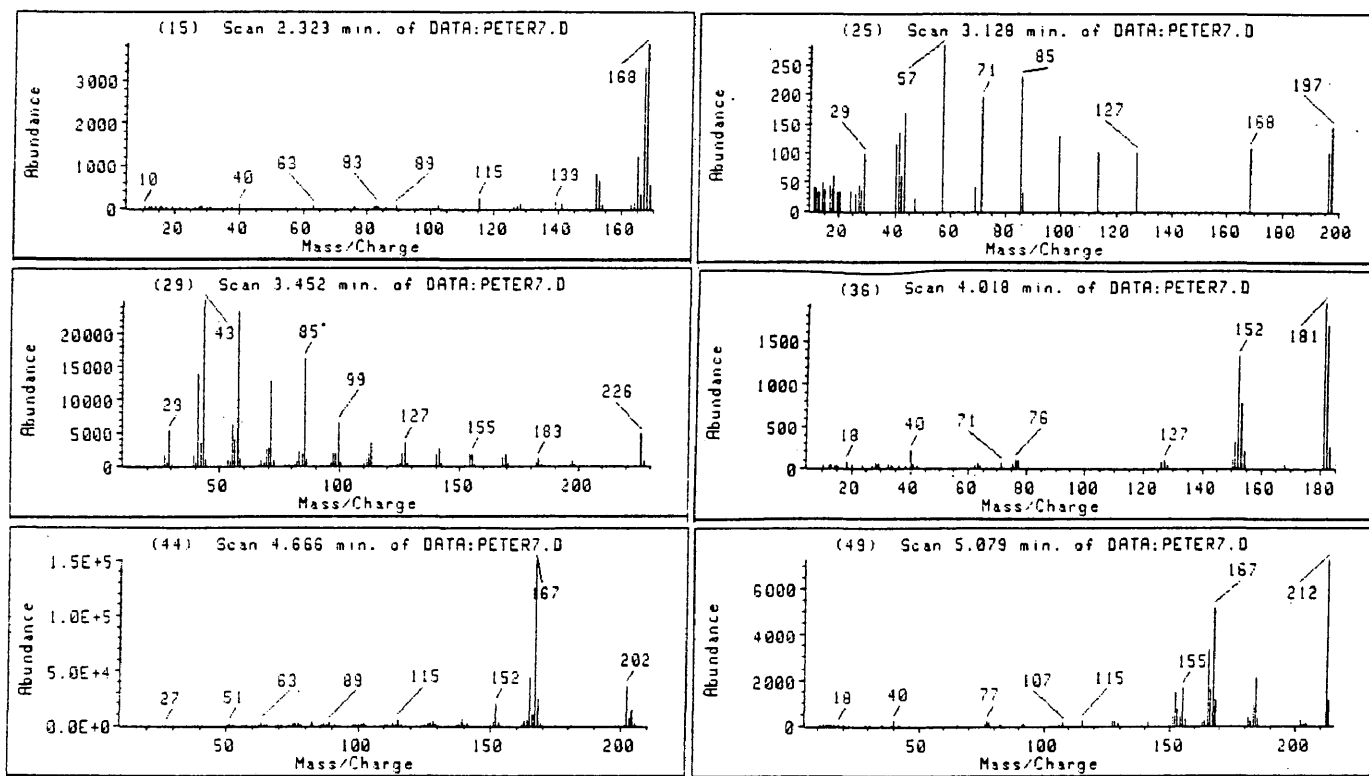 (15) Scan 2.323 min. of DATA:PETER7.D
Abundance
3000
2000
1000
0
10
40
63
83
89
115
139
168
20 40 60 80 100 120 140 160
Mass/Charge
(25) Scan 3.128 min. of DATA:PETER7.D
Abundance
250
200
150
100
50
0
29
57
71
85
127
168
197
20 40 60 80 100 120 140 160 180 200
Mass/Charge
(29) Scan 3.452 min. of DATA:PETER7.D
Abundance
20000
15000
10000
5000
0
29
43
85
99
127
155
183
226
50 100 150 200
Mass/Charge
(36) Scan 4.018 min. of DATA:PETER7.D
Abundance
1500
1000
500
0
18
40
71
76
127
152
181
20 40 60 80 100 120 140 160 180
Mass/Charge
(44) Scan 4.666 min. of DATA:PETER7.D
Abundance
1.5E+5
1.0E+5
5.0E+4
0.0E+0
27
51
63
89
115
152
167
202
50 100 150 200
Mass/Charge
(49) Scan 5.079 min. of DATA:PETER7.D
Abundance
6000
4000
2000
0
18
40
77
107
115
155
167
212
50 100 150 200
Mass/Charge